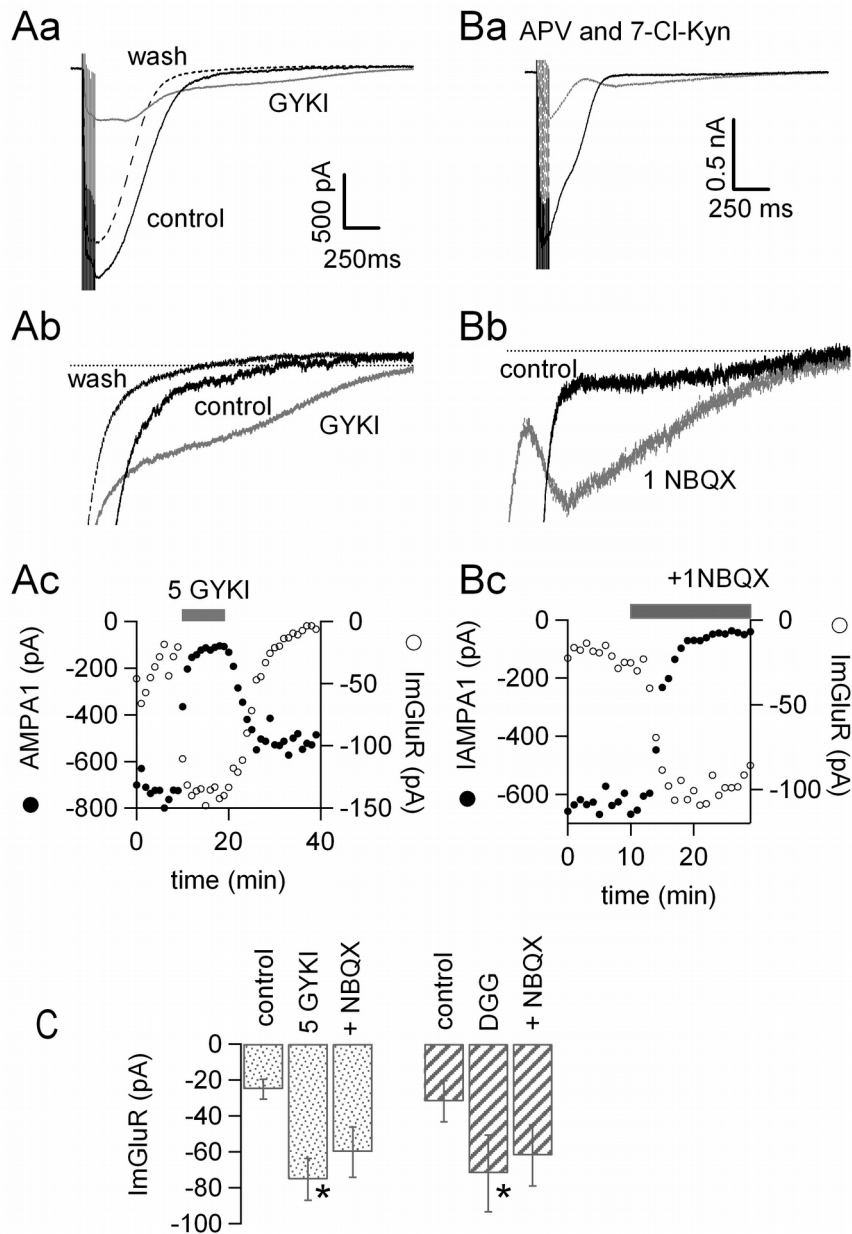 Aa
wash
GYKI
control
500 pA
250ms
Ba APV and 7-Cl-Kyn
0.5 nA
250 ms
Ab
wash
control
GYKI
Bb
control
1 NBQX
Ac
5 GYKI
0
-200
-400
-600
-800
AMPA1 (pA)
0
-50
-100
-150
ImGluR (pA)
0 20 40
time (min)
Bc
+1NBQX
0
-200
-400
-600
IAMPA1 (pA)
0
-50
-100
ImGluR (pA)
0 10 20
time (min)
C
control
5 GYKI
+ NBQX
control
DGG
+ NBQX
0
-20
-40
-60
-80
-100
ImGluR (pA)
*
*